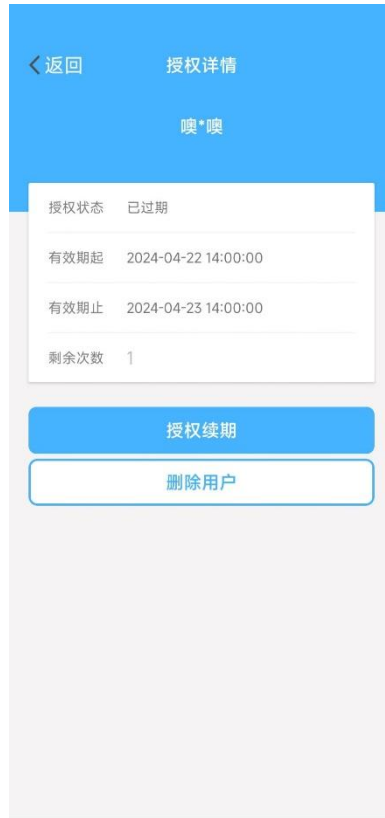 返回 授权详情
噢*噢
授权状态 已过期
有效期起 2024-04-22 14:00:00
有效期止 2024-04-23 14:00:00
剩余次数 1
授权续期
删除用户